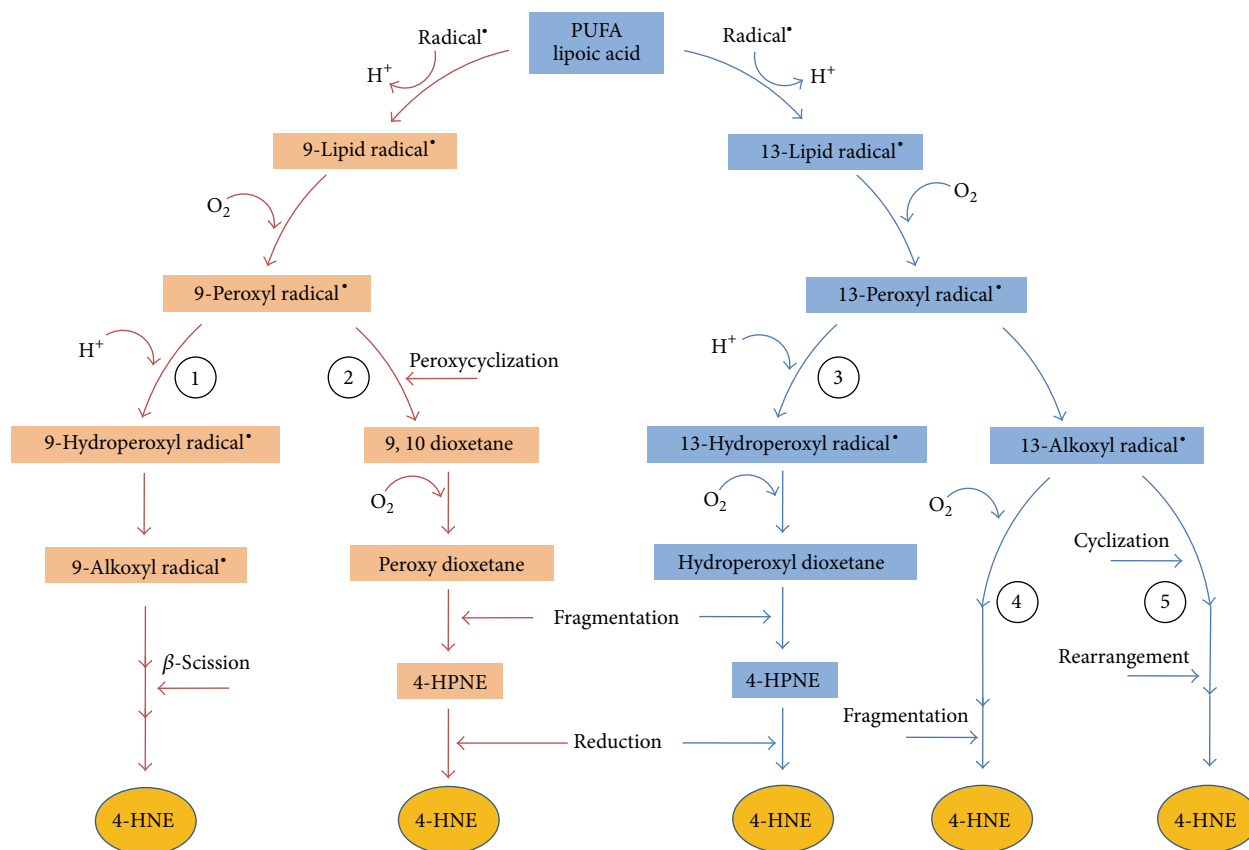 PUFA
lipoic acid
Radical•
Radical•
H+
H+
9-Lipid radical•
13-Lipid radical•
O2
O2
9-Peroxyl radical•
13-Peroxyl radical•
H+
1
2
Peroxycyclization
H+
3
9-Hydroperoxyl radical•
9, 10 dioxetane
13-Hydroperoxyl radical•
13-Alkoxyl radical•
O2
O2
O2
Cyclization
9-Alkoxyl radical•
Peroxy dioxetane
Hydroperoxyl dioxetane
4
5
Fragmentation
β-Scission
4-HPNE
4-HPNE
Rearrangement
Fragmentation
Reduction
4-HNE
4-HNE
4-HNE
4-HNE
4-HNE